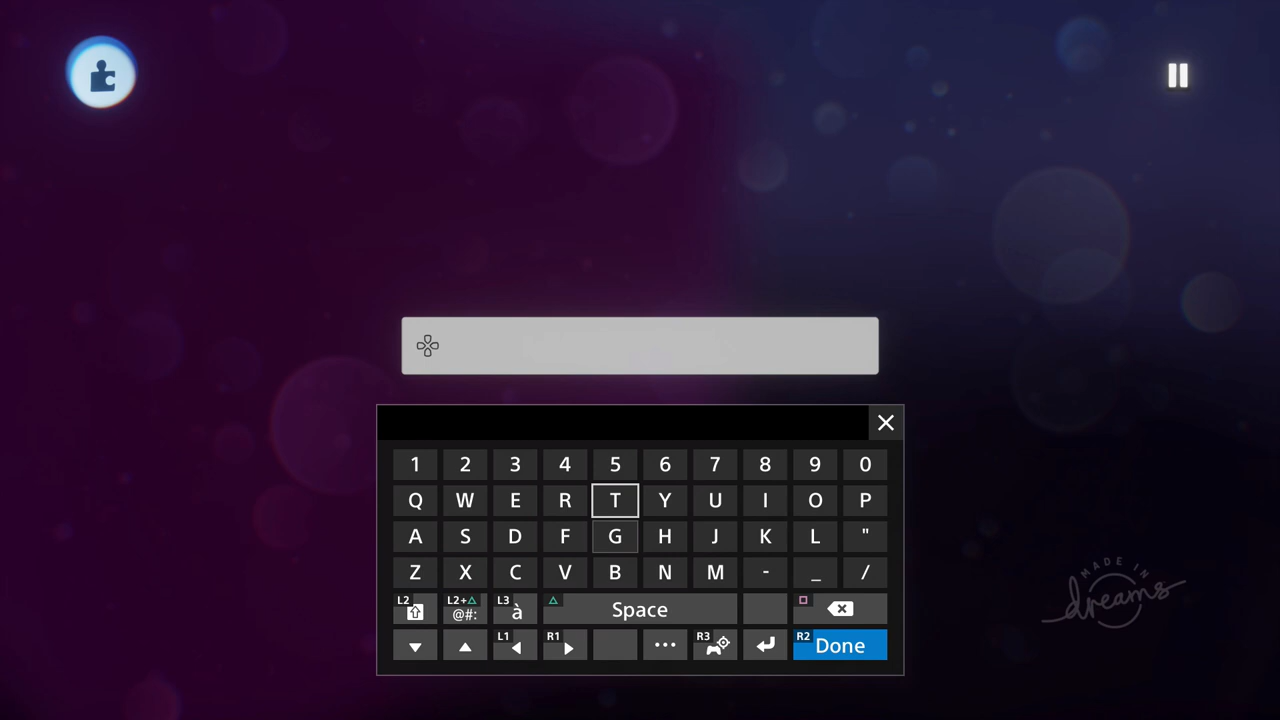 1 2 3 4 5 6 7 8 9 0
Q W E R T Y U I O P
A S D F G H J K L "
Z X C V B N M - _ /
L2 L2+△ @#: L3 à △ Space
L1 R1 ... R3 R2 Done
MADE IN
dreams